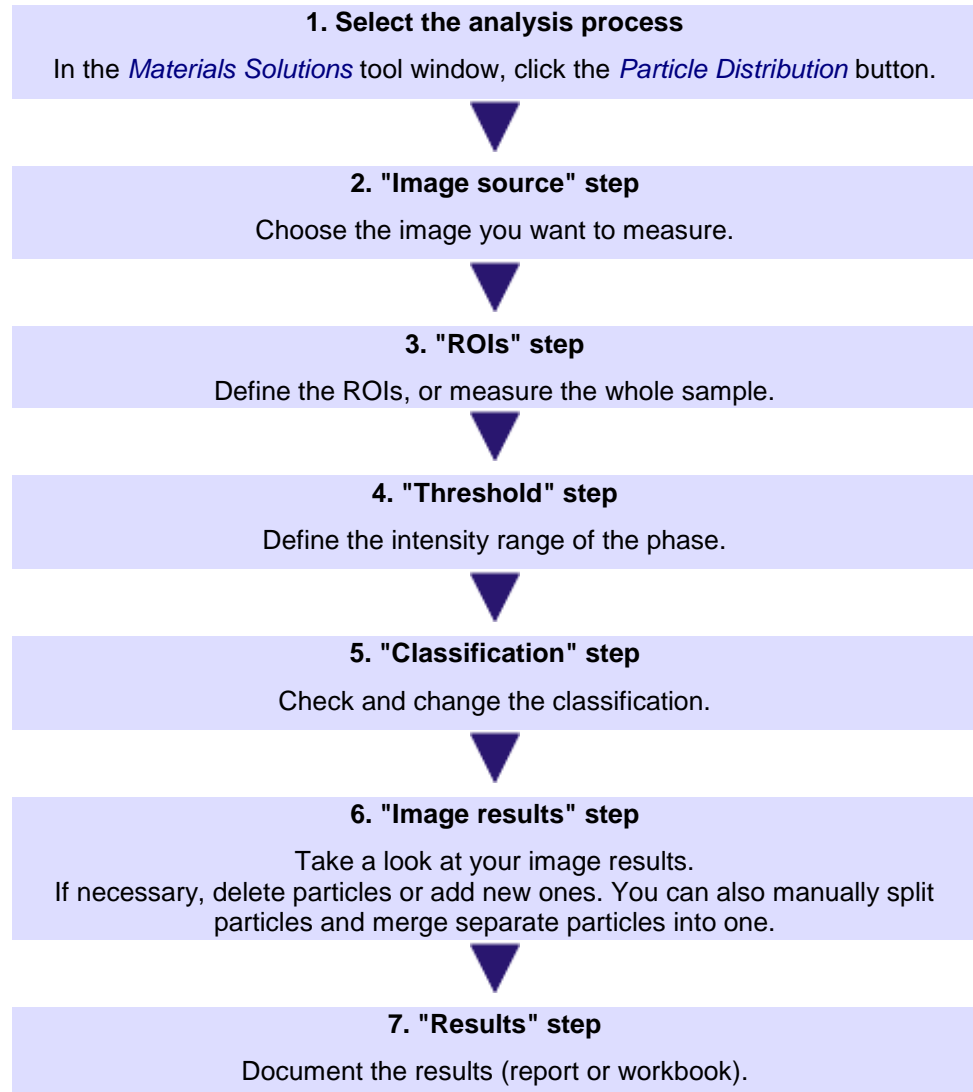 1. Select the analysis process
In the Materials Solutions tool window, click the Particle Distribution button.
2. "Image source" step
Choose the image you want to measure.
3. "ROIs" step
Define the ROIs, or measure the whole sample.
4. "Threshold" step
Define the intensity range of the phase.
5. "Classification" step
Check and change the classification.
6. "Image results" step
Take a look at your image results.
If necessary, delete particles or add new ones. You can also manually split
particles and merge separate particles into one.
7. "Results" step
Document the results (report or workbook).